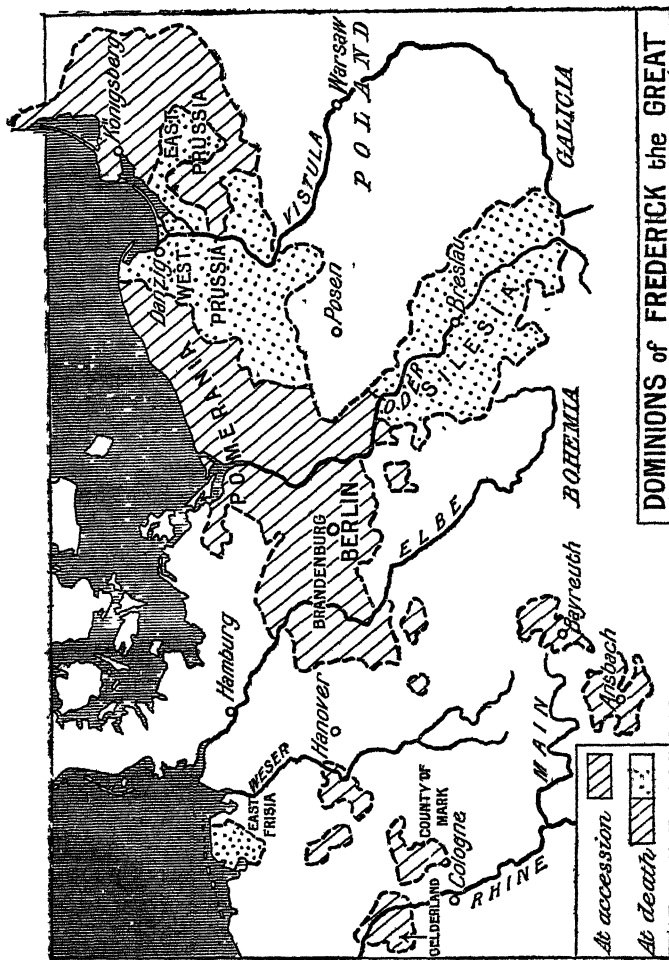 DOMINIONS of FREDERICK the GREAT
Königsberg
EAST
PRUSSIA
Danzig
WEST
PRUSSIA
POMERANIA
VISTULA
Warsaw
POLAND
Posen
Hamburg
BRANDENBURG
BERLIN
ODER
Breslau
SILESIA
GALICIA
EAST
FRISIA
WESER
Hanover
ELBE
BOHEMIA
GELDERLAND
COUNTY OF
MARK
Cologne
RHINE
MAIN
Bayreuth
Ansbach
At accession
At death